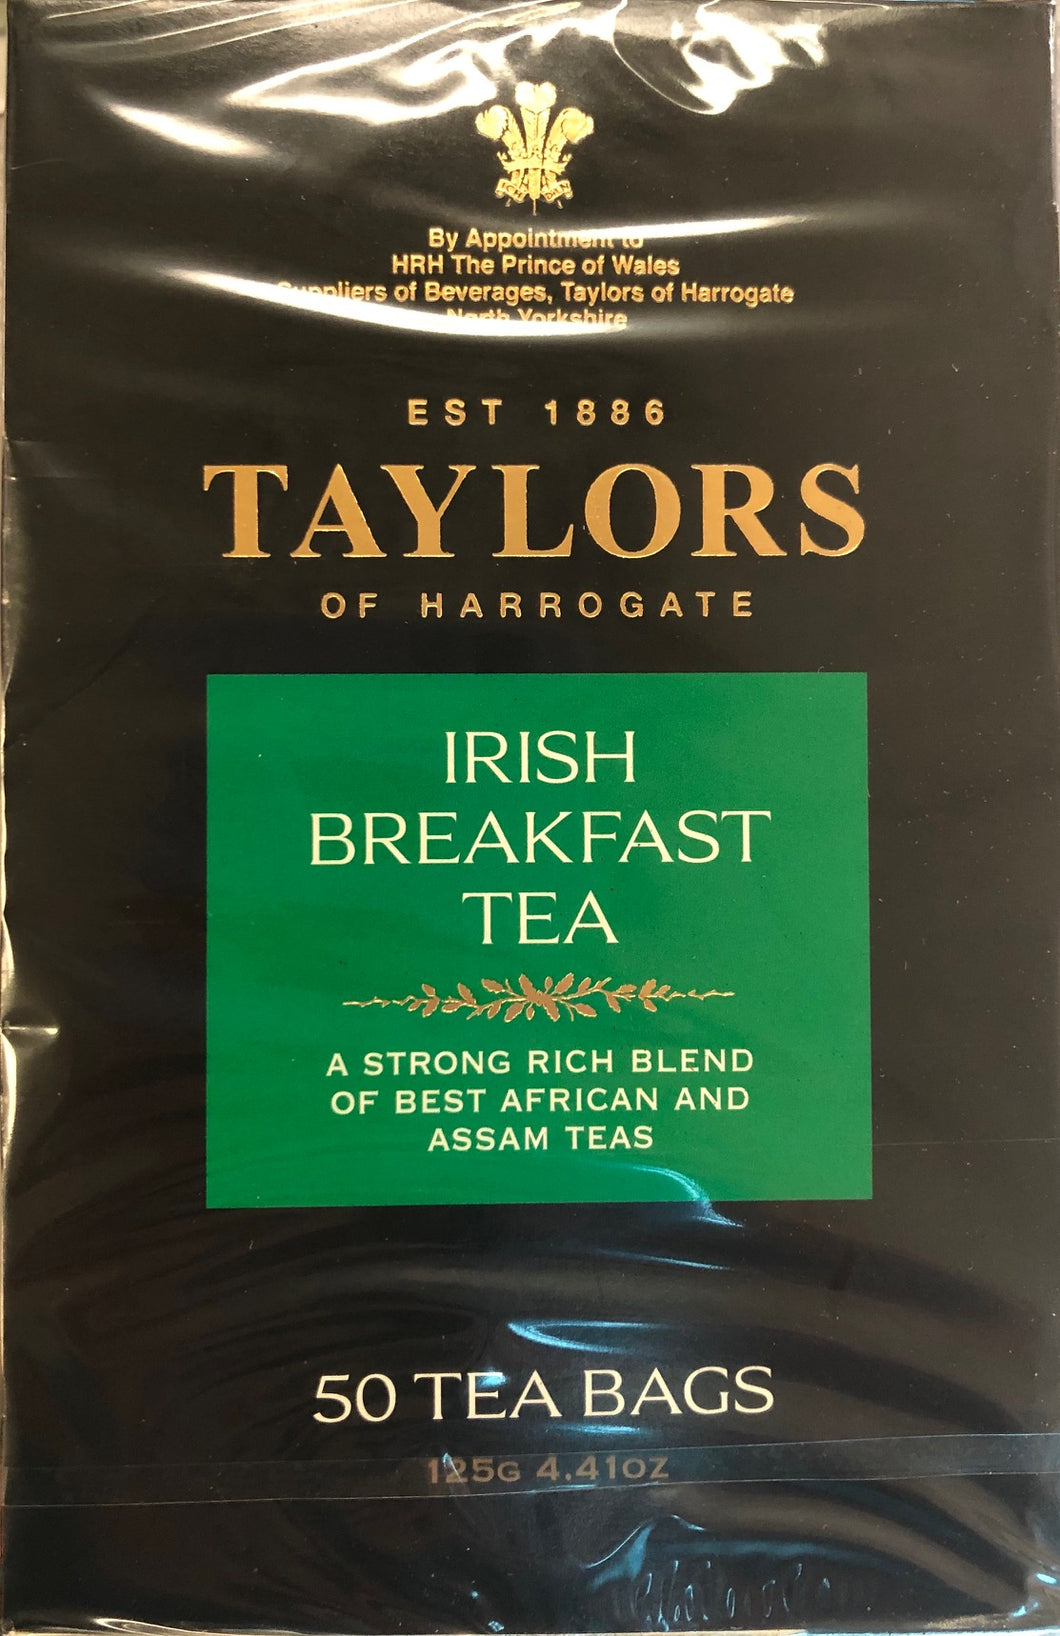 By Appointment to
HRH The Prince of Wales
Suppliers of Beverages, Taylors of Harrogate
North Yorkshire
EST 1886
TAYLORS
OF HARROGATE
IRISH
BREAKFAST
TEA
A STRONG RICH BLEND
OF BEST AFRICAN AND
ASSAM TEAS
50 TEA BAGS
125G 4.41OZ